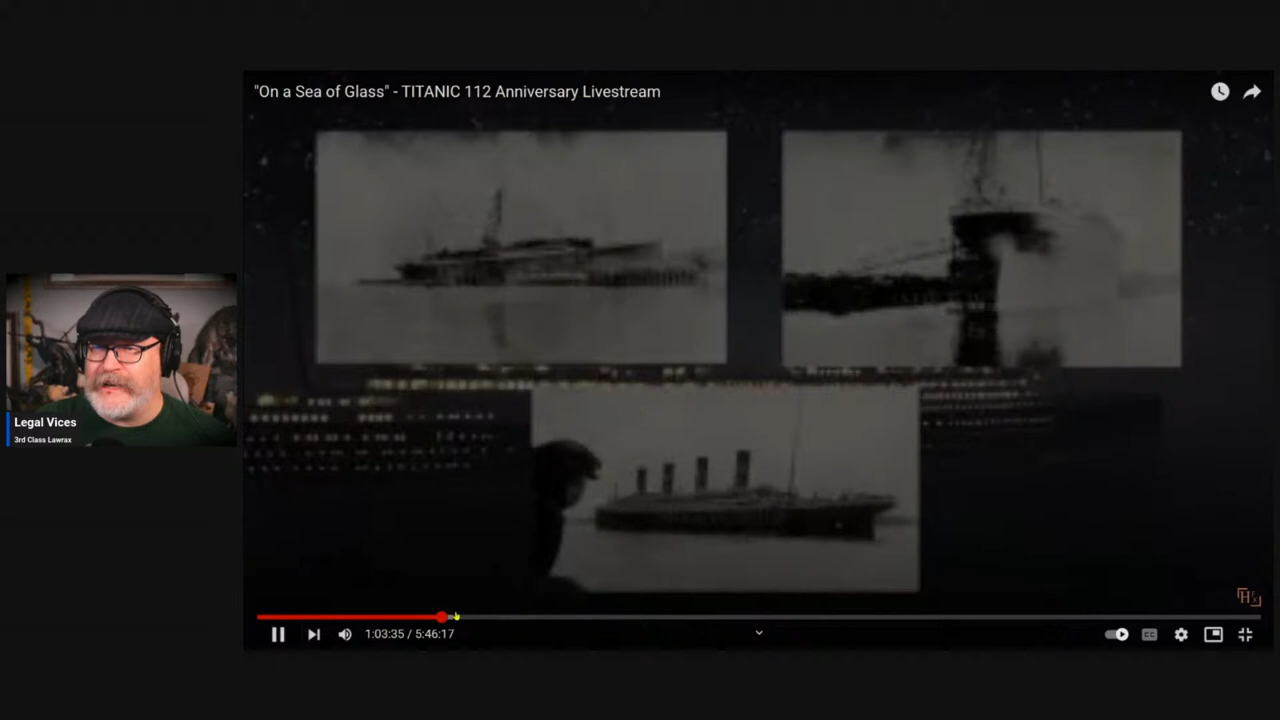 "On a Sea of Glass" - TITANIC 112 Anniversary Livestream
Legal Vices
3rd Class Lawrax
1:03:35 / 5:46:17
CC